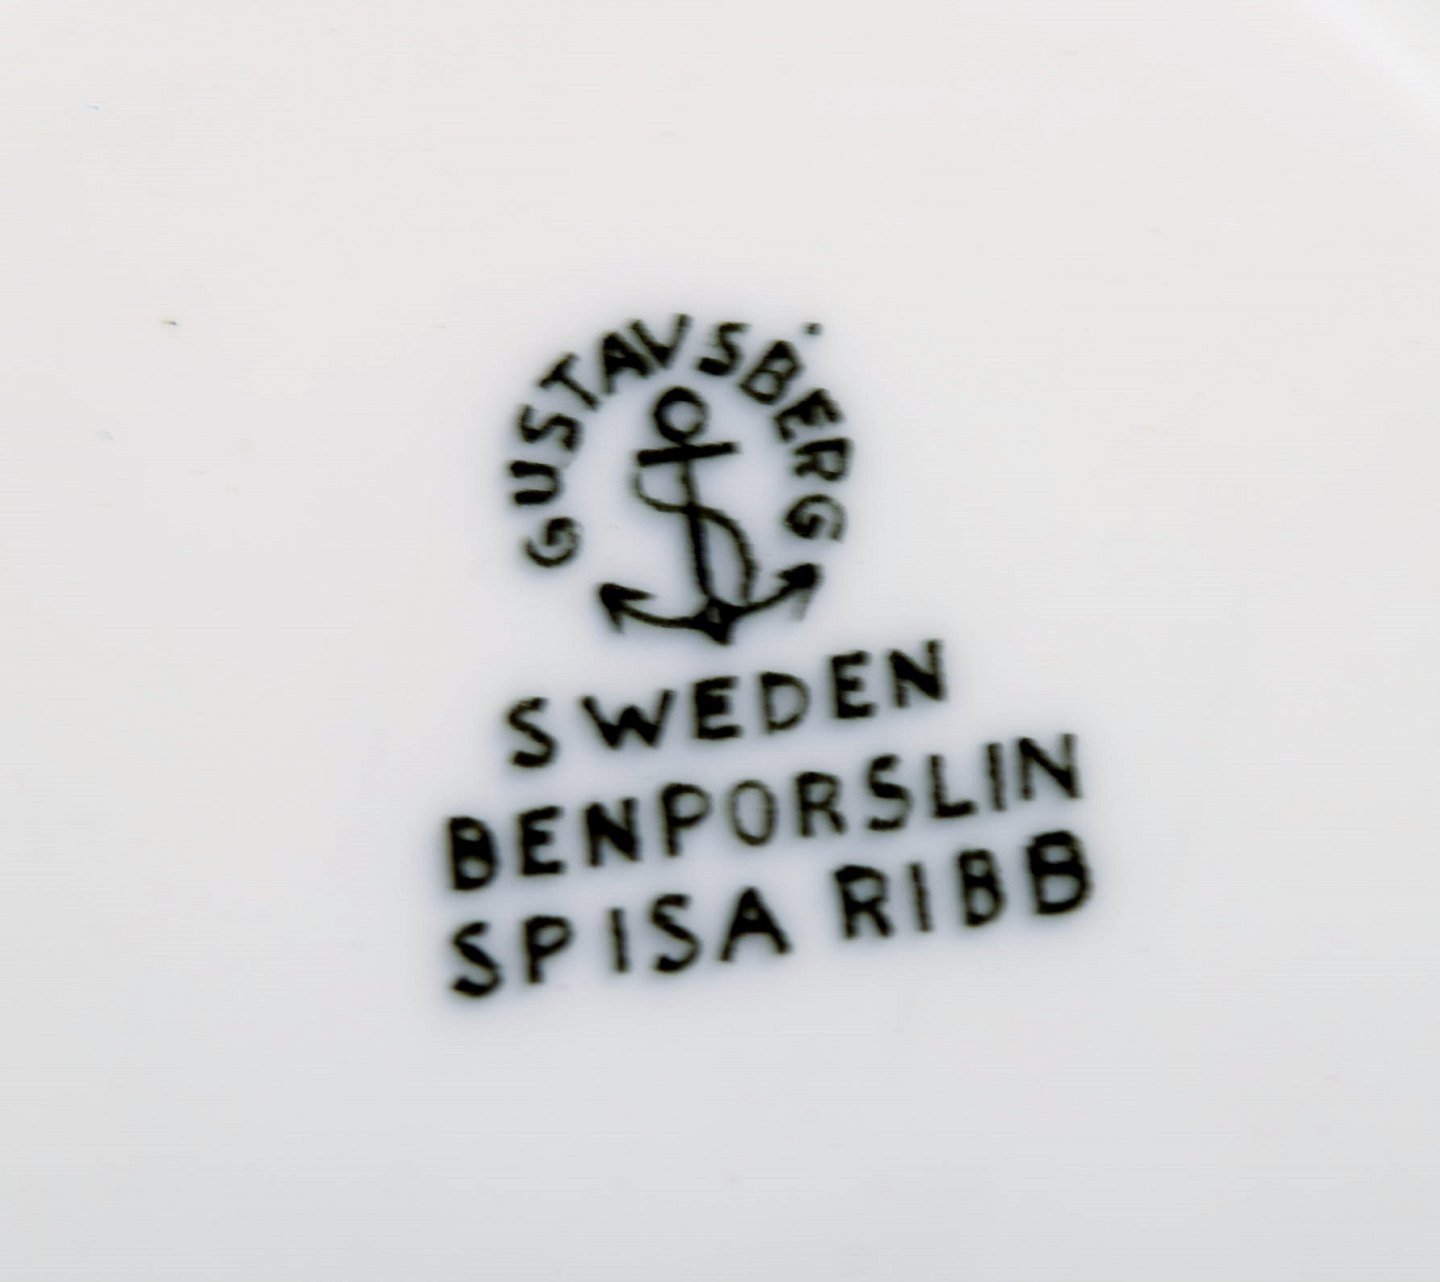 GUSTAVSBERG
SWEDEN
BENPORSLIN
SPISA RIBB